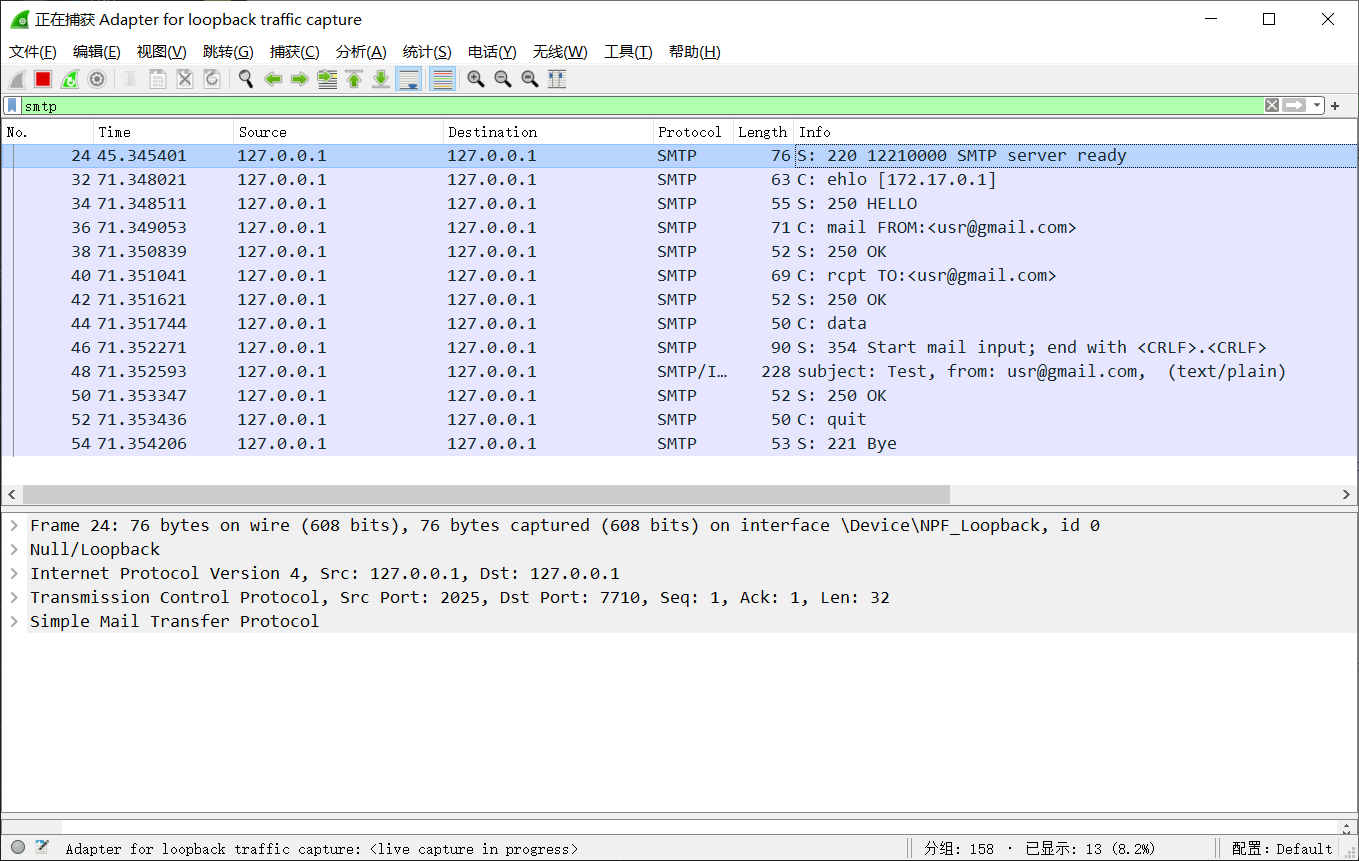 正在捕获 Adapter for loopback traffic capture
文件(F) 编辑(E) 视图(V) 跳转(G) 捕获(C) 分析(A) 统计(S) 电话(Y) 无线(W) 工具(T) 帮助(H)
smtp
No. Time Source Destination Protocol Length Info
24 45.345401 127.0.0.1 127.0.0.1 SMTP 76 S: 220 12210000 SMTP server ready
32 71.348021 127.0.0.1 127.0.0.1 SMTP 63 C: ehlo [172.17.0.1]
34 71.348511 127.0.0.1 127.0.0.1 SMTP 55 S: 250 HELLO
36 71.349053 127.0.0.1 127.0.0.1 SMTP 71 C: mail FROM:<usr@gmail.com>
38 71.350839 127.0.0.1 127.0.0.1 SMTP 52 S: 250 OK
40 71.351041 127.0.0.1 127.0.0.1 SMTP 69 C: rcpt TO:<usr@gmail.com>
42 71.351621 127.0.0.1 127.0.0.1 SMTP 52 S: 250 OK
44 71.351744 127.0.0.1 127.0.0.1 SMTP 50 C: data
46 71.352271 127.0.0.1 127.0.0.1 SMTP 90 S: 354 Start mail input; end with <CRLF>.<CRLF>
48 71.352593 127.0.0.1 127.0.0.1 SMTP/I… 228 subject: Test, from: usr@gmail.com, (text/plain)
50 71.353347 127.0.0.1 127.0.0.1 SMTP 52 S: 250 OK
52 71.353436 127.0.0.1 127.0.0.1 SMTP 50 C: quit
54 71.354206 127.0.0.1 127.0.0.1 SMTP 53 S: 221 Bye
Frame 24: 76 bytes on wire (608 bits), 76 bytes captured (608 bits) on interface \Device\NPF_Loopback, id 0
Null/Loopback
Internet Protocol Version 4, Src: 127.0.0.1, Dst: 127.0.0.1
Transmission Control Protocol, Src Port: 2025, Dst Port: 7710, Seq: 1, Ack: 1, Len: 32
Simple Mail Transfer Protocol
Adapter for loopback traffic capture: <live capture in progress> 分组: 158 · 已显示: 13 (8.2%) 配置: Default